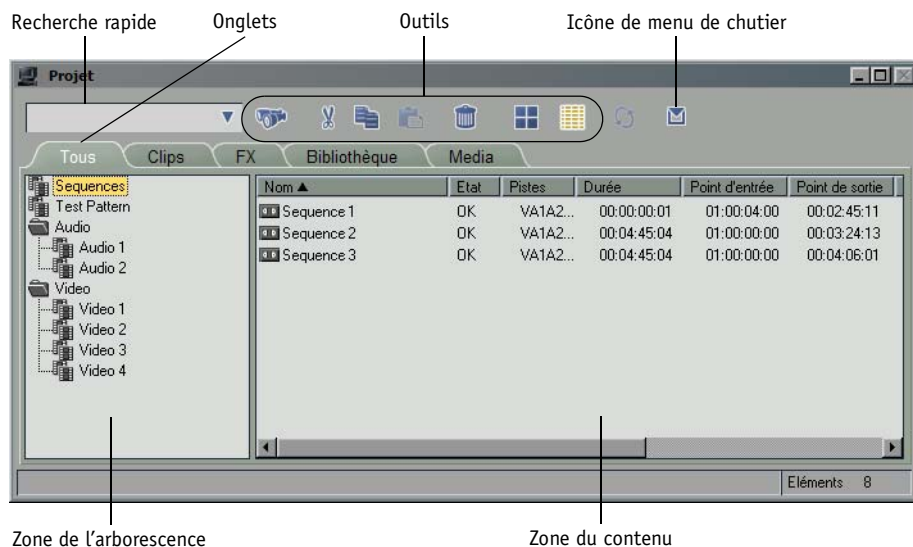 Recherche rapide Onglets Outils Icône de menu de chutier
Projet
Tous Clips FX Bibliothèque Media
Sequences
Test Pattern
Audio
Audio 1
Audio 2
Video
Video 1
Video 2
Video 3
Video 4
Nom Etat Pistes Durée Point d'entrée Point de sortie
Sequence 1 OK VA1A2... 00:00:00:01 01:00:04:00 00:02:45:11
Sequence 2 OK VA1A2... 00:04:45:04 01:00:00:00 00:03:24:13
Sequence 3 OK VA1A2... 00:04:45:04 01:00:00:00 00:04:06:01
Eléments 8
Zone de l’arborescence Zone du contenu